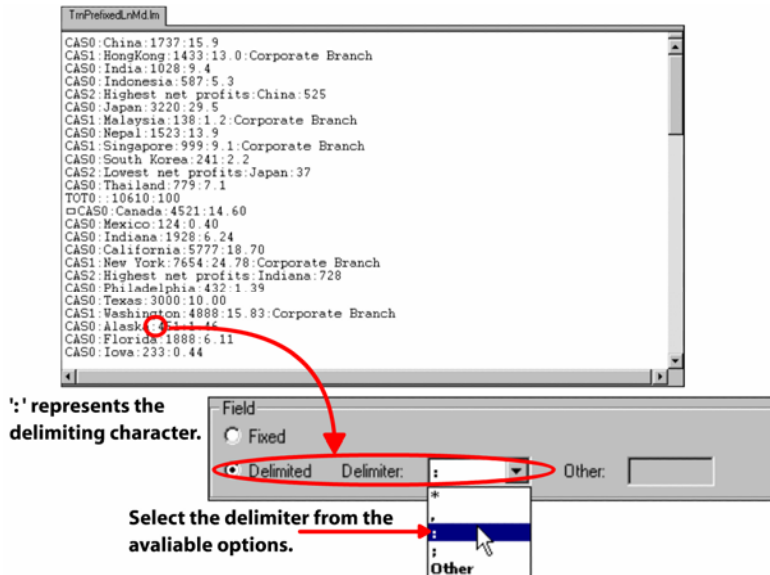 TrnPrefixedLnMd.lm
CAS0:China:1737:15.9
CAS1:HongKong:1433:13.0:Corporate Branch
CAS0:India:1028:9.4
CAS0:Indonesia:587:5.3
CAS2:Highest net profits:China:525
CAS0:Japan:3220:29.5
CAS1:Malaysia:138:1.2:Corporate Branch
CAS0:Nepal:1523:13.9
CAS1:Singapore:999:9.1:Corporate Branch
CAS0:South Korea:241:2.2
CAS2:Lowest net profits:Japan:37
CAS0:Thailand:779:7.1
TOT0::10610:100
CAS0:Canada:4521:14.60
CAS0:Mexico:124:0.40
CAS0:Indiana:1928:6.24
CAS0:California:5777:18.70
CAS1:New York:7654:24.78:Corporate Branch
CAS2:Highest net profits:Indiana:728
CAS0:Philadelphia:432:1.39
CAS0:Texas:3000:10.00
CAS1:Washington:4888:15.83:Corporate Branch
CAS0:Alaska:451:1.46
CAS0:Florida:1888:6.11
CAS0:Iowa:233:0.44
':' represents the
delimiting character.
Field
Fixed
Delimited Delimiter: : Other:
*
,
:
;
Other
Select the delimiter from the
avaliable options.